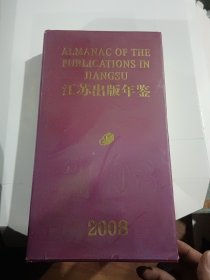 ALMANAC OF THE
PUBLICATIONS IN
JIANGSU
江苏出版年鉴
2008